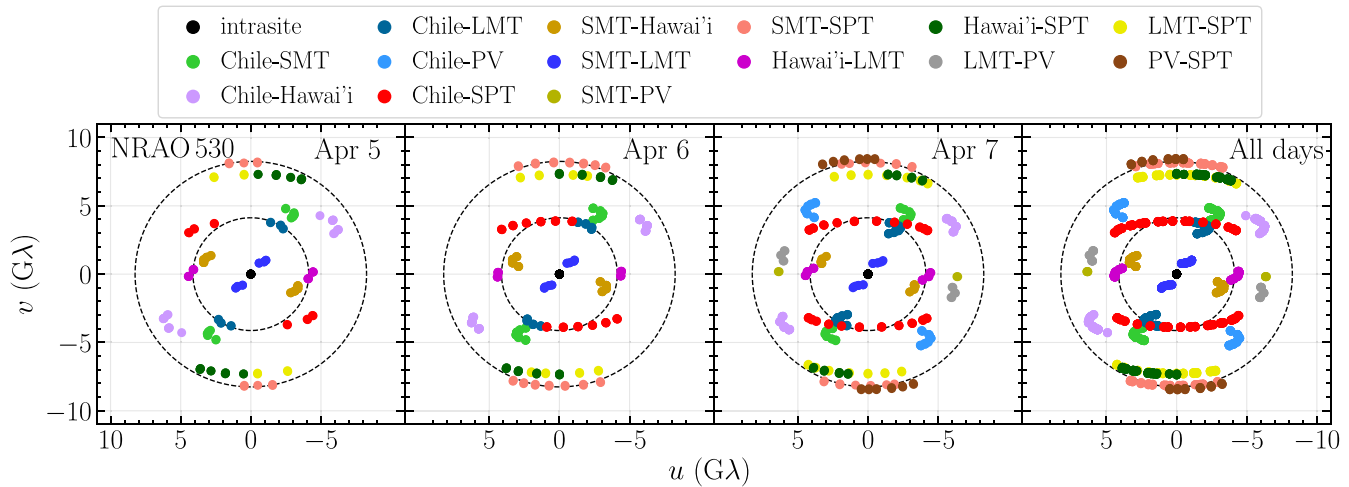 intrasite Chile-LMT SMT-Hawai'i SMT-SPT Hawai'i-SPT LMT-SPT
Chile-SMT Chile-PV SMT-LMT Hawai'i-LMT LMT-PV PV-SPT
Chile-Hawai'i Chile-SPT SMT-PV
NRAO 530 Apr 5 Apr 6 Apr 7 All days
10
5
0
−5
−10
v (Gλ)
10 5 0 −5 5 0 −5 5 0 −5 5 0 −5 −10
u (Gλ)